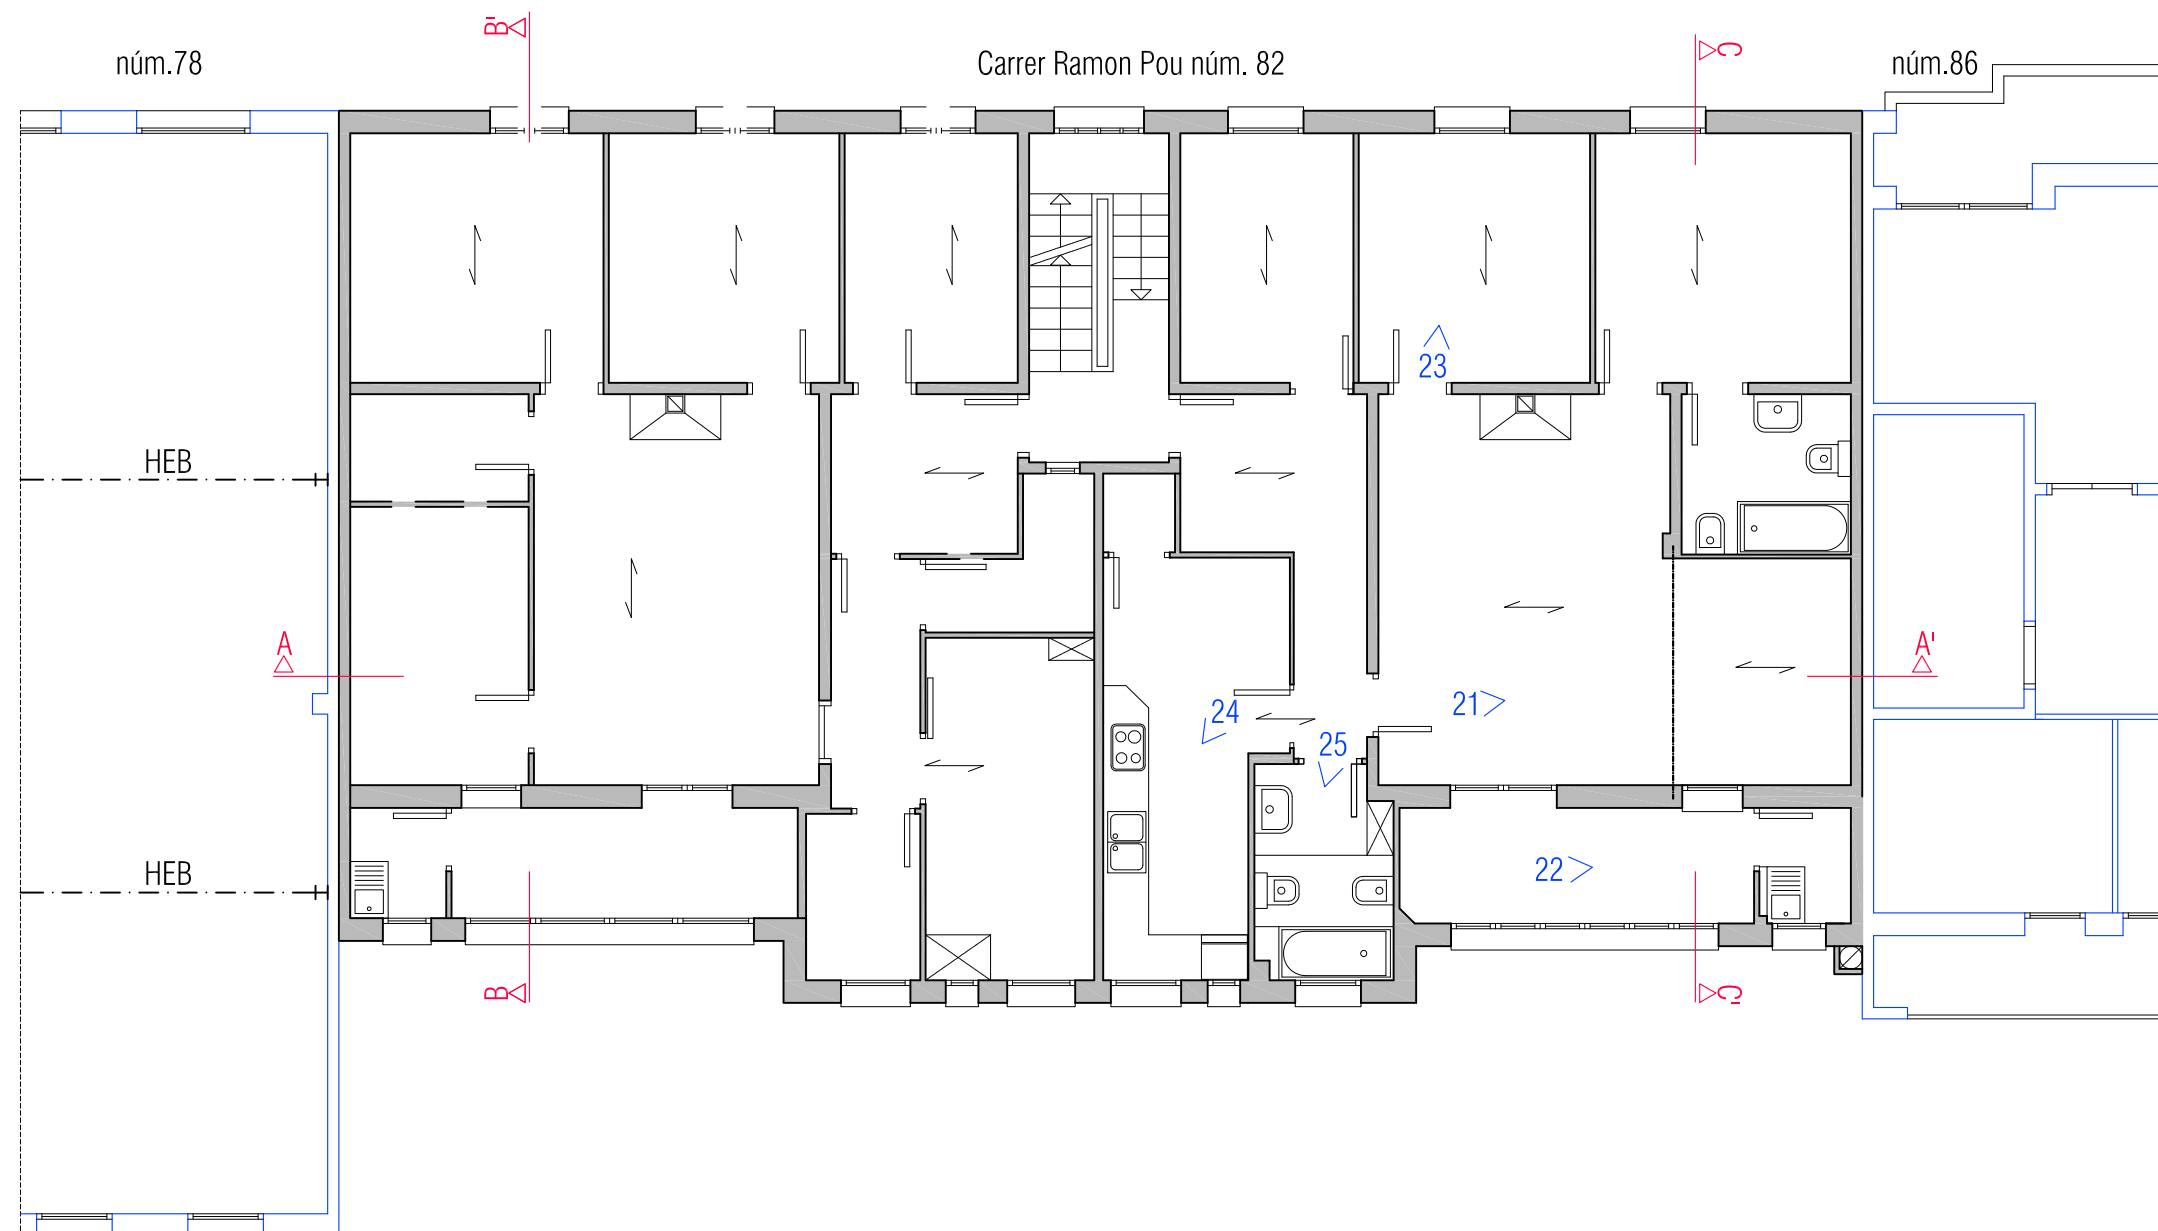 B'
C
núm.78
Carrer Ramon Pou núm. 82
núm.86
23
HEB
A
A'
21
24
25
HEB
22
B
C'